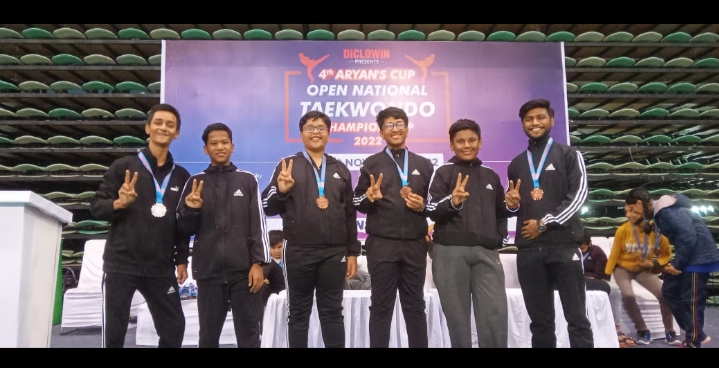 DICLOWIN
PRESENTS
4th ARYAN'S CUP
OPEN NATIONAL
TAEKWONDO
CHAMPIONSHIP
2022